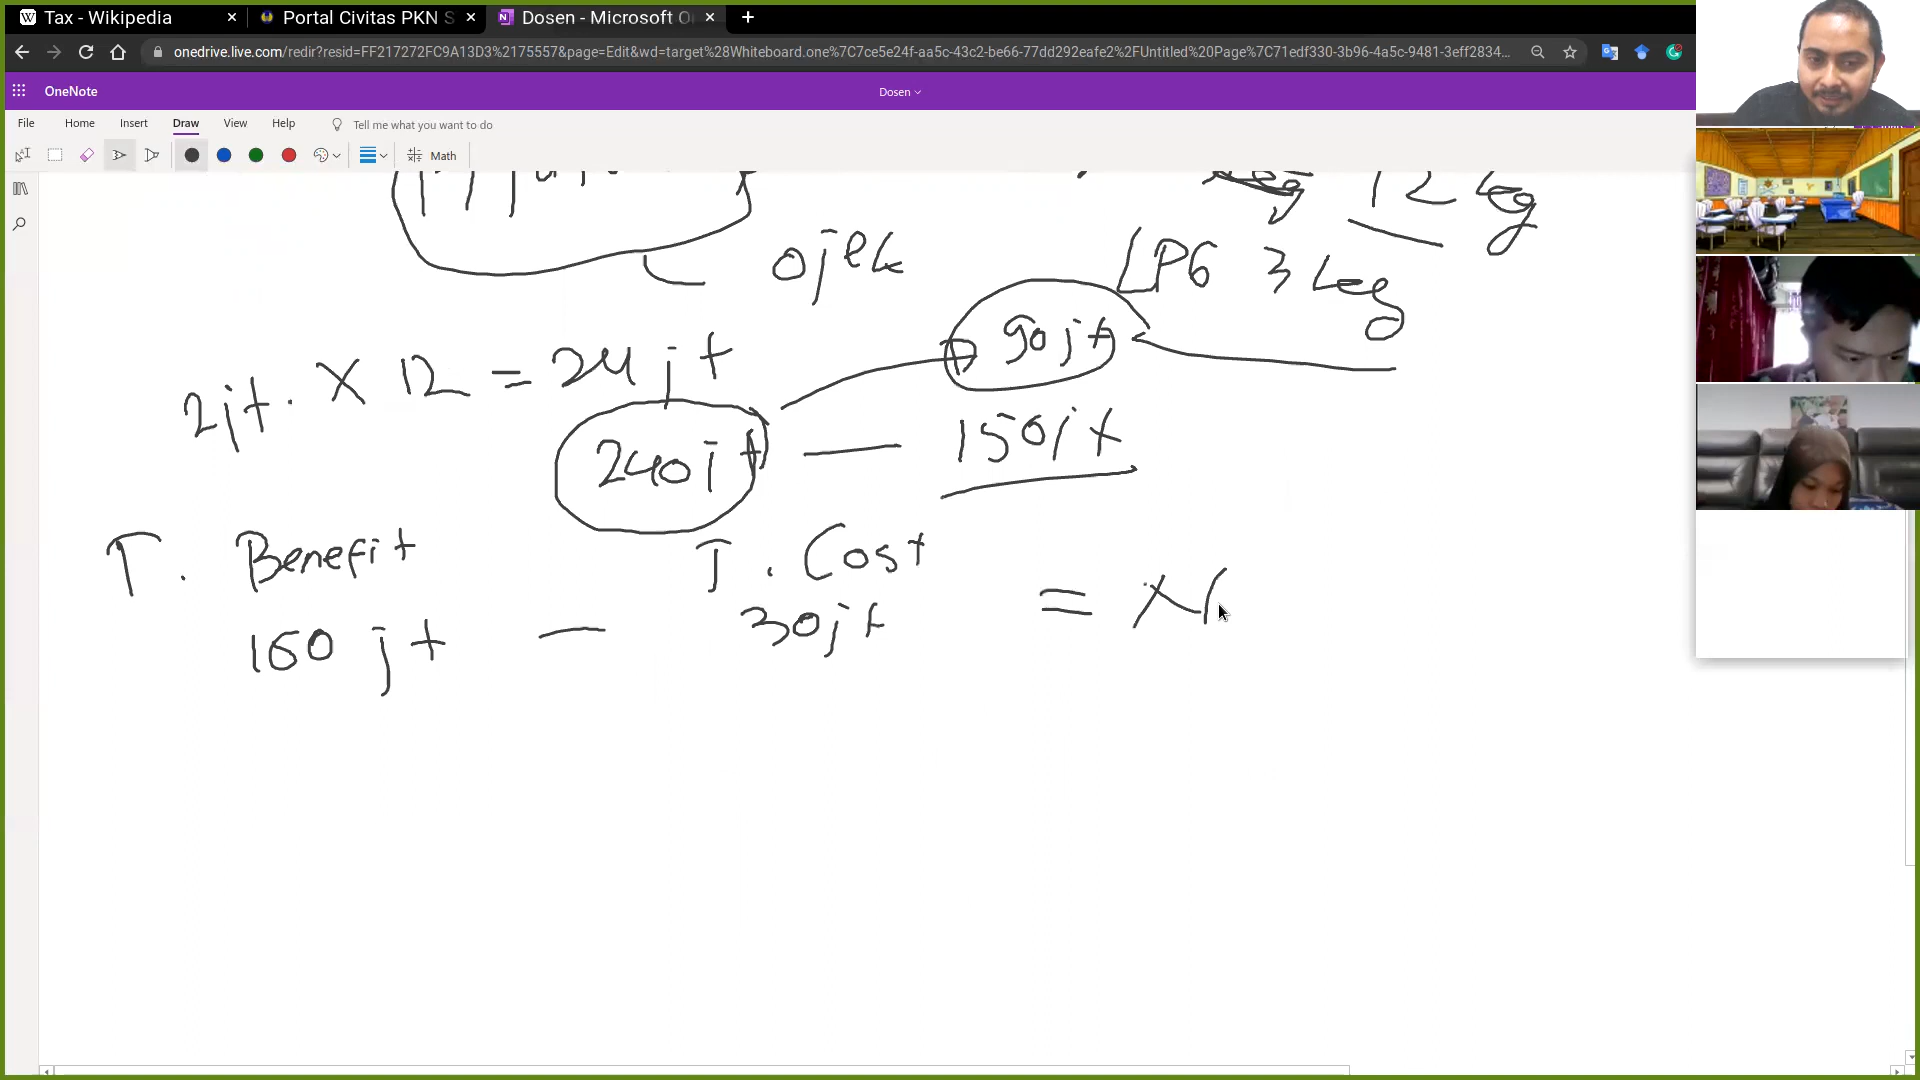 Tax - Wikipedia
Portal Civitas PKN S
Dosen - Microsoft O
onedrive.live.com/redir?resid=FF217272FC9A13D3%2175557&page=Edit&wd=target%28Whiteboard.one%7C7ce5e24f-aa5c-43c2-be66-77dd292eafe2%2FUntitled%20Page%7C71edf330-3b96-4a5c-9481-3eff2834...
OneNote
Dosen
File Home Insert Draw View Help Tell me what you want to do
Math
12 kg
ojek
LPG 3 kg
90 jt
2jt. X 12 = 24 jt
240 jt — 150 jt
T. Benefit T. Cost
160 jt — 30 jt =